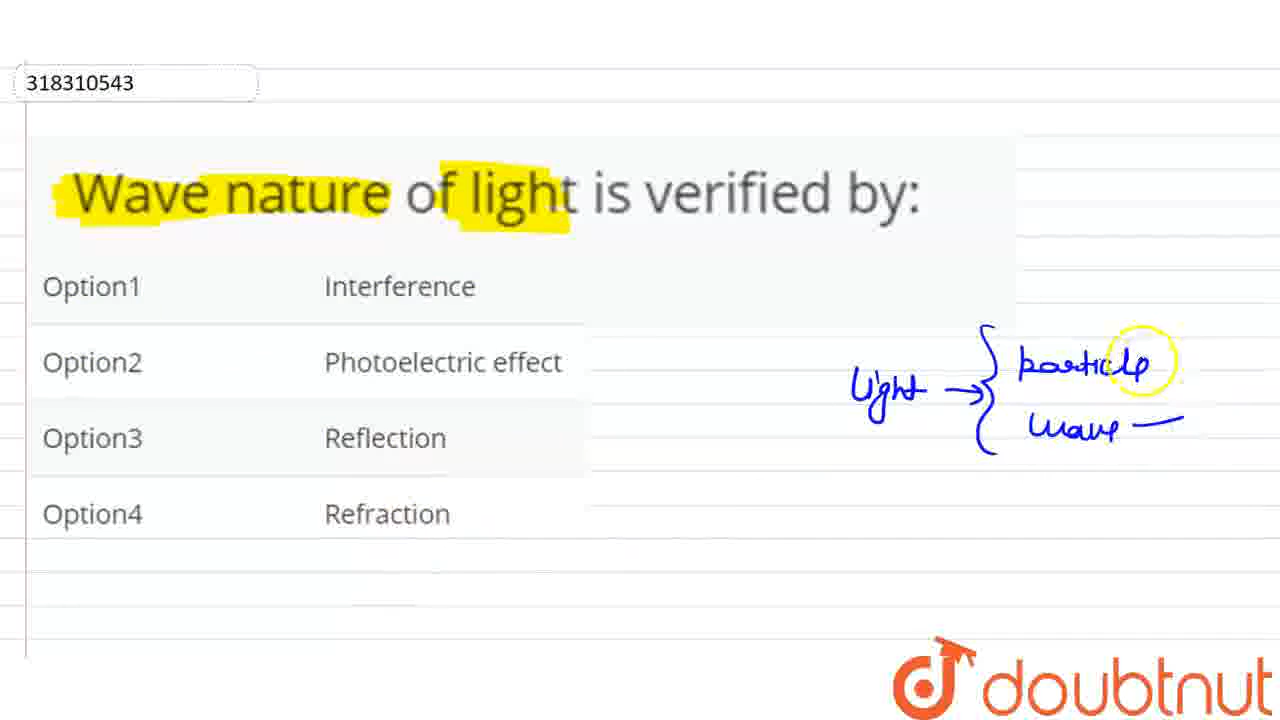 318310543
Wave nature of light is verified by:
Option1 Interference
Option2 Photoelectric effect
Option3 Reflection
Option4 Refraction
light → particle
wave —
doubtnut